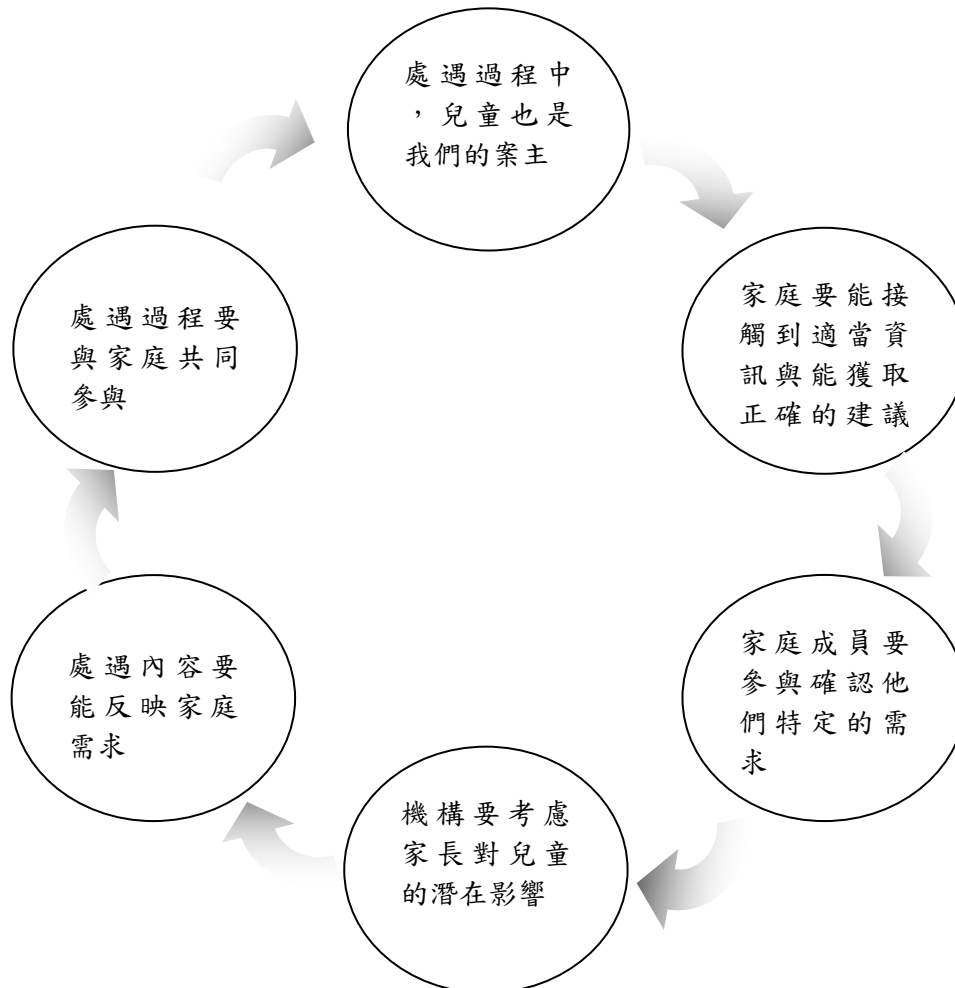 處遇過程中
，兒童也是
我們的案主
家庭要能接
觸到適當資
訊與能獲取
正確的建議
家庭成員要
參與確認他
們特定的需
求
機構要考慮
家長對兒童
的潛在影響
處遇內容要
能反映家庭
需求
處遇過程要
與家庭共同
參與